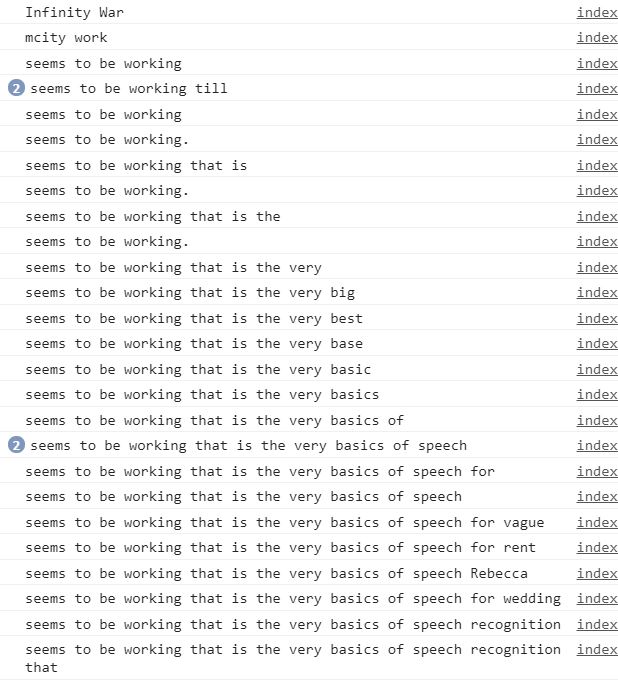 Infinity War index
mcity work index
seems to be working index
2 seems to be working till index
seems to be working index
seems to be working. index
seems to be working that is index
seems to be working. index
seems to be working that is the index
seems to be working. index
seems to be working that is the very index
seems to be working that is the very big index
seems to be working that is the very best index
seems to be working that is the very base index
seems to be working that is the very basic index
seems to be working that is the very basics index
seems to be working that is the very basics of index
2 seems to be working that is the very basics of speech index
seems to be working that is the very basics of speech for index
seems to be working that is the very basics of speech index
seems to be working that is the very basics of speech for vague index
seems to be working that is the very basics of speech for rent index
seems to be working that is the very basics of speech Rebecca index
seems to be working that is the very basics of speech for wedding index
seems to be working that is the very basics of speech recognition index
seems to be working that is the very basics of speech recognition index
that